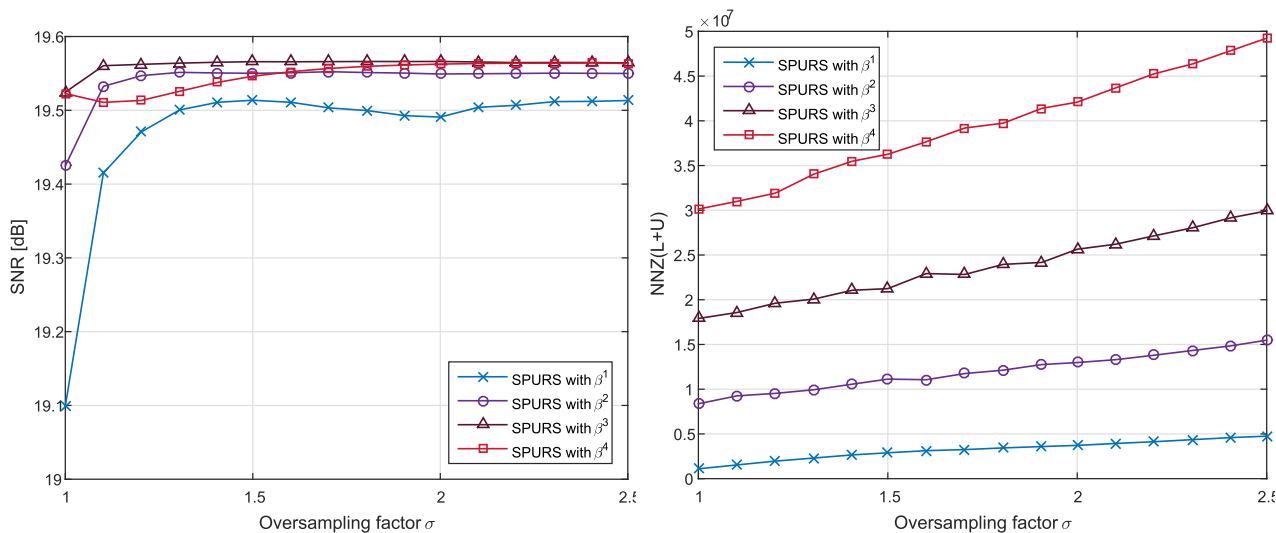 19.6
19.5
19.4
19.3
19.2
19.1
19
1
1.5
2
2.5
SNR [dB]
Oversampling factor σ
SPURS with β¹
SPURS with β²
SPURS with β³
SPURS with β⁴
×10⁷
5
4.5
4
3.5
3
2.5
2
1.5
1
0.5
0
1
1.5
2
2.5
NNZ(L+U)
Oversampling factor σ
SPURS with β¹
SPURS with β²
SPURS with β³
SPURS with β⁴